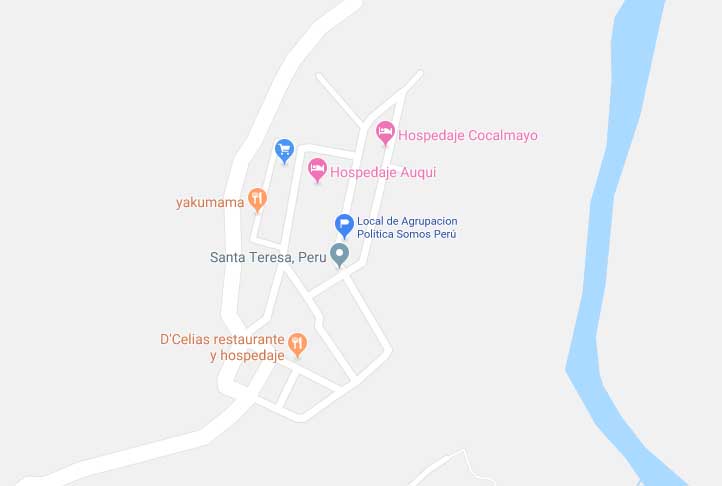 Hospedaje Cocalmayo
Hospedaje Auqui
yakumama
Local de Agrupacion
Politica Somos Perú
Santa Teresa, Peru
D'Celias restaurante
y hospedaje